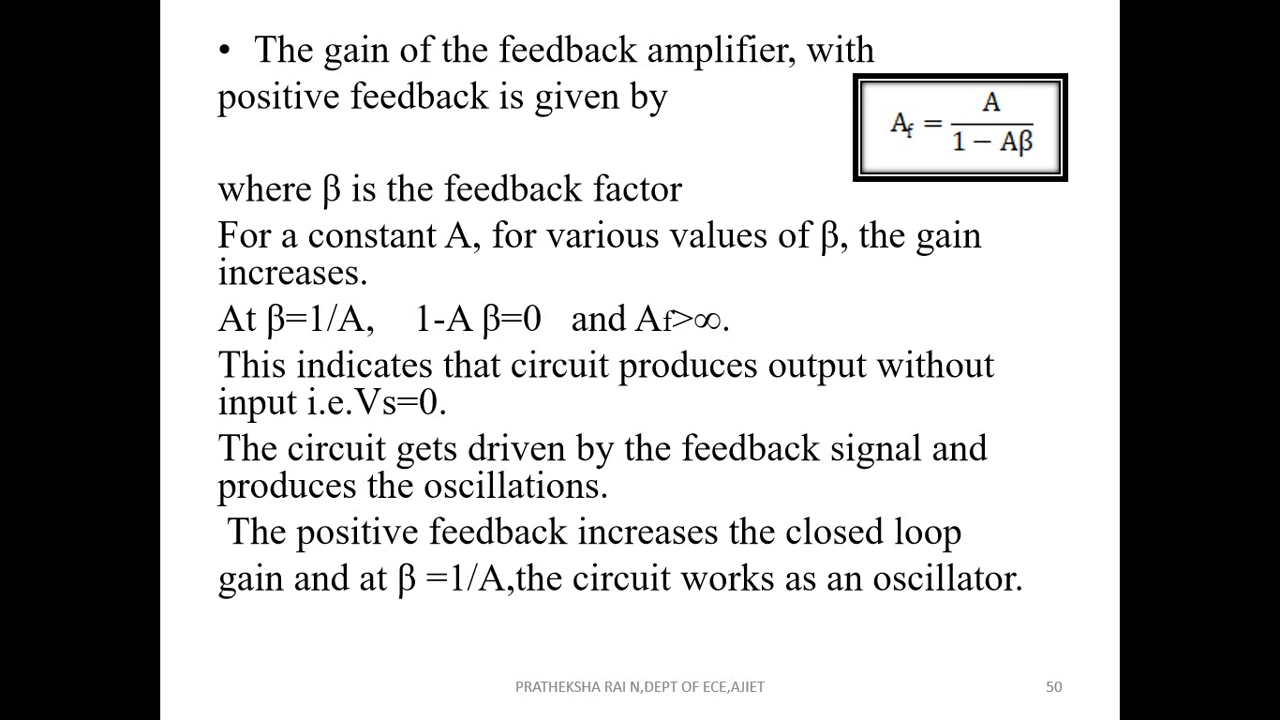 • The gain of the feedback amplifier, with
positive feedback is given by
A_f = A / (1 − Aβ)
where β is the feedback factor
For a constant A, for various values of β, the gain
increases.
At β=1/A, 1-A β=0 and Af>∞.
This indicates that circuit produces output without
input i.e.Vs=0.
The circuit gets driven by the feedback signal and
produces the oscillations.
The positive feedback increases the closed loop
gain and at β =1/A,the circuit works as an oscillator.
PRATHEKSHA RAI N,DEPT OF ECE,AJIET
50